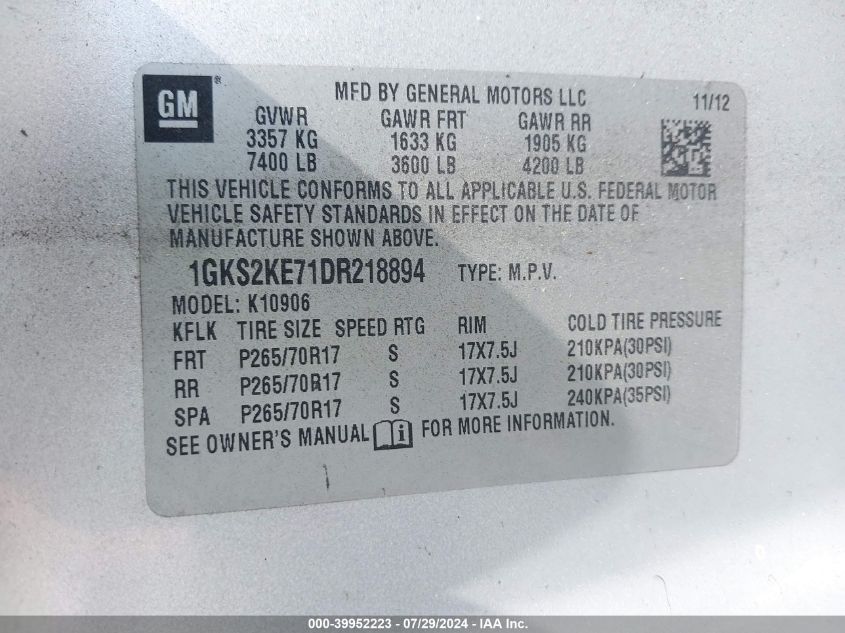 GM
MFD BY GENERAL MOTORS LLC
11/12
GVWR GAWR FRT GAWR RR
3357 KG 1633 KG 1905 KG
7400 LB 3600 LB 4200 LB
THIS VEHICLE CONFORMS TO ALL APPLICABLE U.S. FEDERAL MOTOR
VEHICLE SAFETY STANDARDS IN EFFECT ON THE DATE OF
MANUFACTURE SHOWN ABOVE.
1GKS2KE71DR218894 TYPE: M.P.V.
MODEL: K10906
KFLK TIRE SIZE SPEED RTG RIM COLD TIRE PRESSURE
FRT P265/70R17 S 17X7.5J 210KPA(30PSI)
RR P265/70R17 S 17X7.5J 210KPA(30PSI)
SPA P265/70R17 S 17X7.5J 240KPA(35PSI)
SEE OWNER'S MANUAL i FOR MORE INFORMATION.
000-39952223 - 07/29/2024 - IAA Inc.